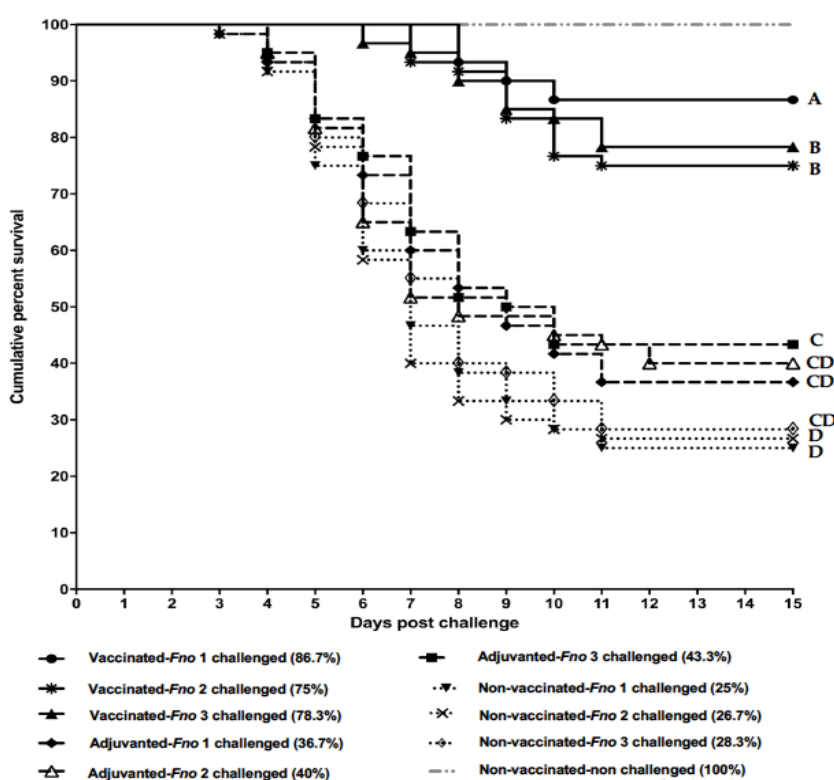 100
90
80
70
60
50
40
30
20
10
0
Cumulative percent survival
A
B
B
C
CD
CD
CD
D
D
0 1 2 3 4 5 6 7 8 9 10 11 12 13 14 15
Days post challenge
Vaccinated-Fno 1 challenged (86.7%)
Vaccinated-Fno 2 challenged (75%)
Vaccinated-Fno 3 challenged (78.3%)
Adjuvanted-Fno 1 challenged (36.7%)
Adjuvanted-Fno 2 challenged (40%)
Adjuvanted-Fno 3 challenged (43.3%)
Non-vaccinated-Fno 1 challenged (25%)
Non-vaccinated-Fno 2 challenged (26.7%)
Non-vaccinated-Fno 3 challenged (28.3%)
Non-vaccinated-non challenged (100%)